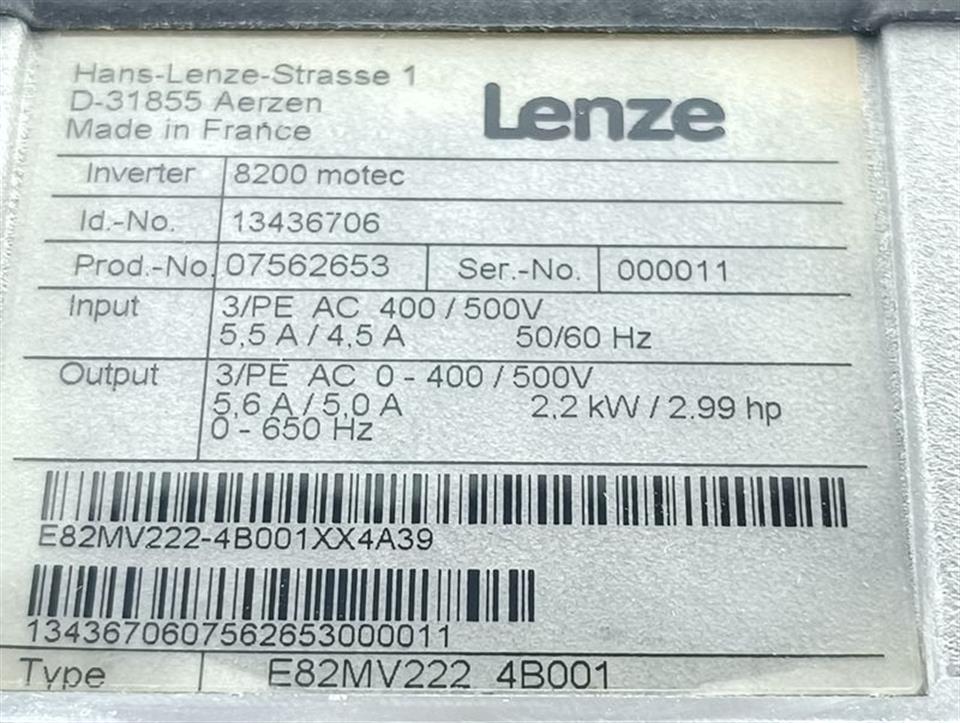 Hans-Lenze-Strasse 1
D-31855 Aerzen
Made in France
Lenze
Inverter 8200 motec
Id.-No. 13436706
Prod.-No. 07562653 Ser.-No. 000011
Input 3/PE AC 400 / 500V
5,5 A / 4,5 A 50/60 Hz
Output 3/PE AC 0 - 400 / 500V
5,6 A / 5,0 A 2,2 kW / 2.99 hp
0 - 650 Hz
E82MV222-4B001XX4A39
1343670607562653000011
Type E82MV222 4B001